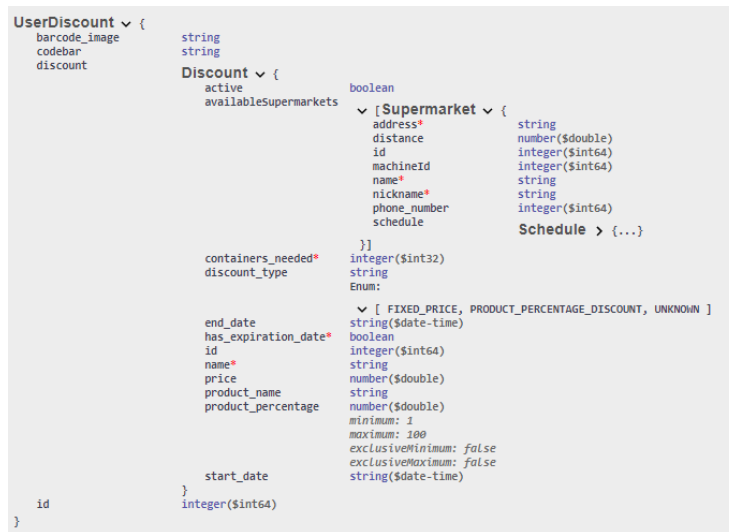 UserDiscount {
barcode_image string
codebar string
discount
Discount {
active boolean
availableSupermarkets
[Supermarket {
address* string
distance number($double)
id integer($int64)
machineId integer($int64)
name* string
nickname* string
phone_number integer($int64)
schedule
Schedule > {...}
}]
containers_needed* integer($int32)
discount_type string
Enum:
[ FIXED_PRICE, PRODUCT_PERCENTAGE_DISCOUNT, UNKNOWN ]
end_date string($date-time)
has_expiration_date* boolean
id integer($int64)
name* string
price number($double)
product_name string
product_percentage number($double)
minimum: 1
maximum: 100
exclusiveMinimum: false
exclusiveMaximum: false
start_date string($date-time)
}
id integer($int64)
}